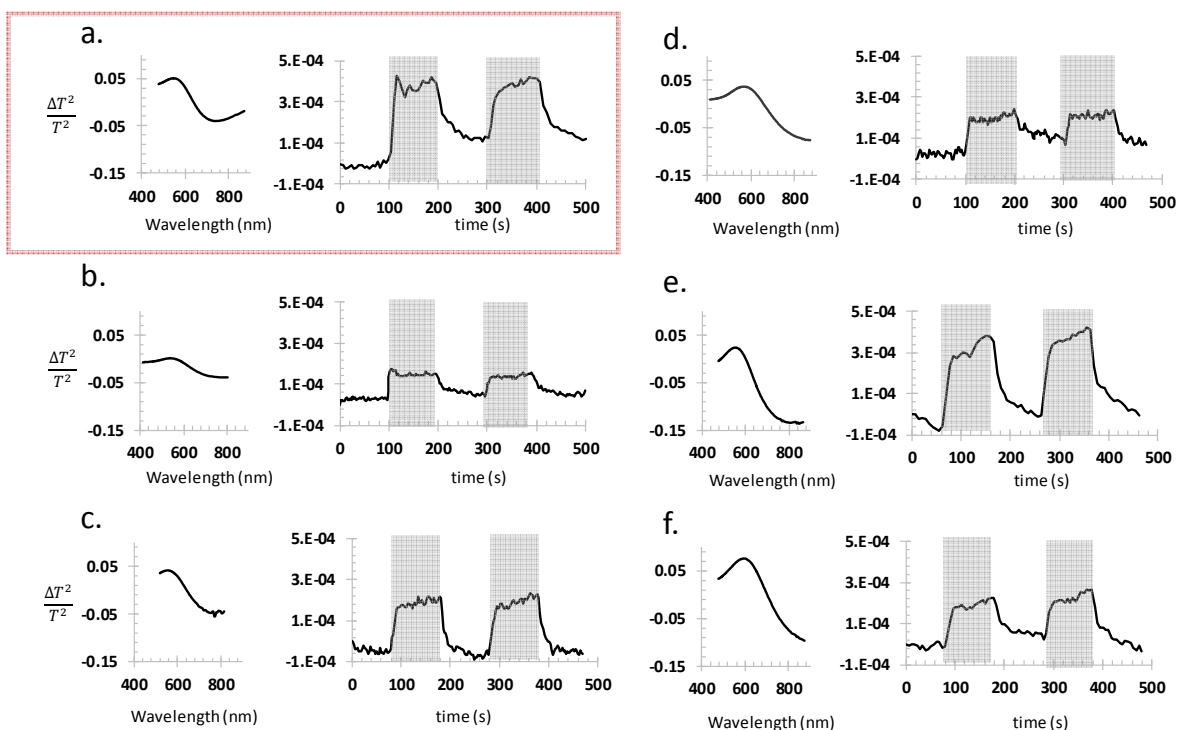 a.
ΔT²
T²
0.05
-0.05
-0.15
400 600 800
Wavelength (nm)
5.E-04
3.E-04
1.E-04
-1.E-04
0 100 200 300 400 500
time (s)
b.
ΔT²
T²
0.05
-0.05
-0.15
400 600 800
Wavelength (nm)
5.E-04
3.E-04
1.E-04
-1.E-04
0 100 200 300 400 500
time (s)
c.
ΔT²
T²
0.05
-0.05
-0.15
400 600 800
Wavelength (nm)
5.E-04
3.E-04
1.E-04
-1.E-04
0 100 200 300 400 500
time (s)
d.
0.05
-0.05
-0.15
400 600 800
Wavelength (nm)
5.E-04
3.E-04
1.E-04
-1.E-04
0 100 200 300 400 500
time (s)
e.
0.05
-0.05
-0.15
400 600 800
Wavelength (nm)
5.E-04
3.E-04
1.E-04
-1.E-04
0 100 200 300 400 500
time (s)
f.
0.05
-0.05
-0.15
400 600 800
Wavelength (nm)
5.E-04
3.E-04
1.E-04
-1.E-04
0 100 200 300 400 500
time (s)